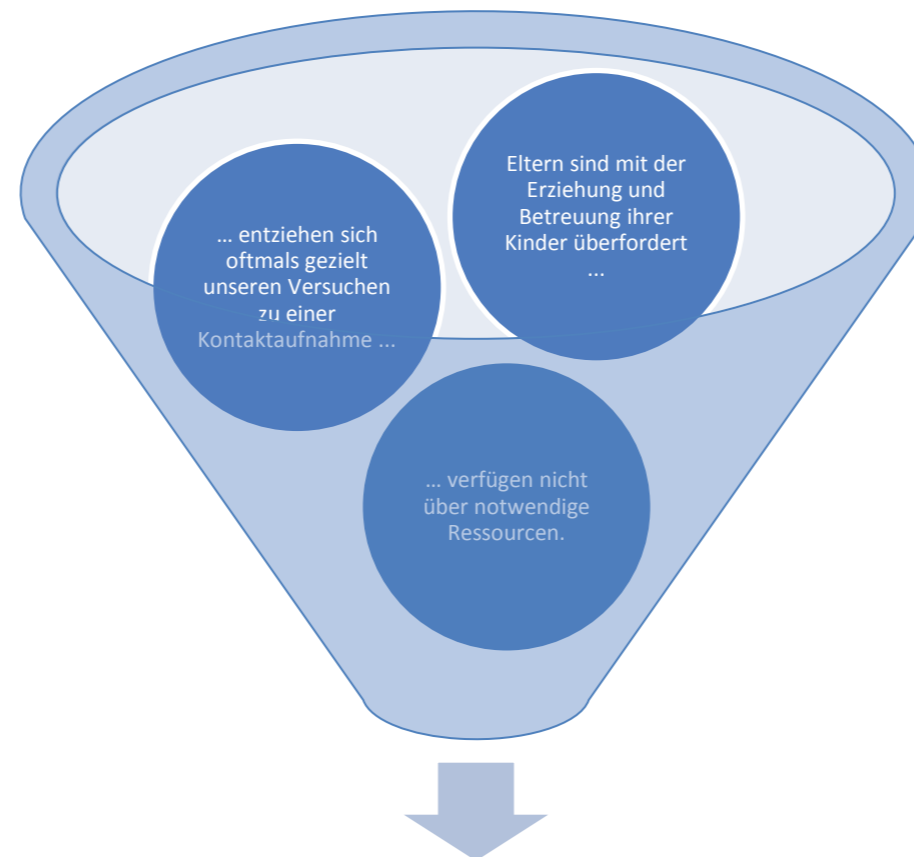 Eltern sind mit der
Erziehung und
Betreuung ihrer
Kinder überfordert
...
... entziehen sich
oftmals gezielt
unseren Versuchen
zu einer
Kontaktaufnahme ...
... verfügen nicht
über notwendige
Ressourcen.